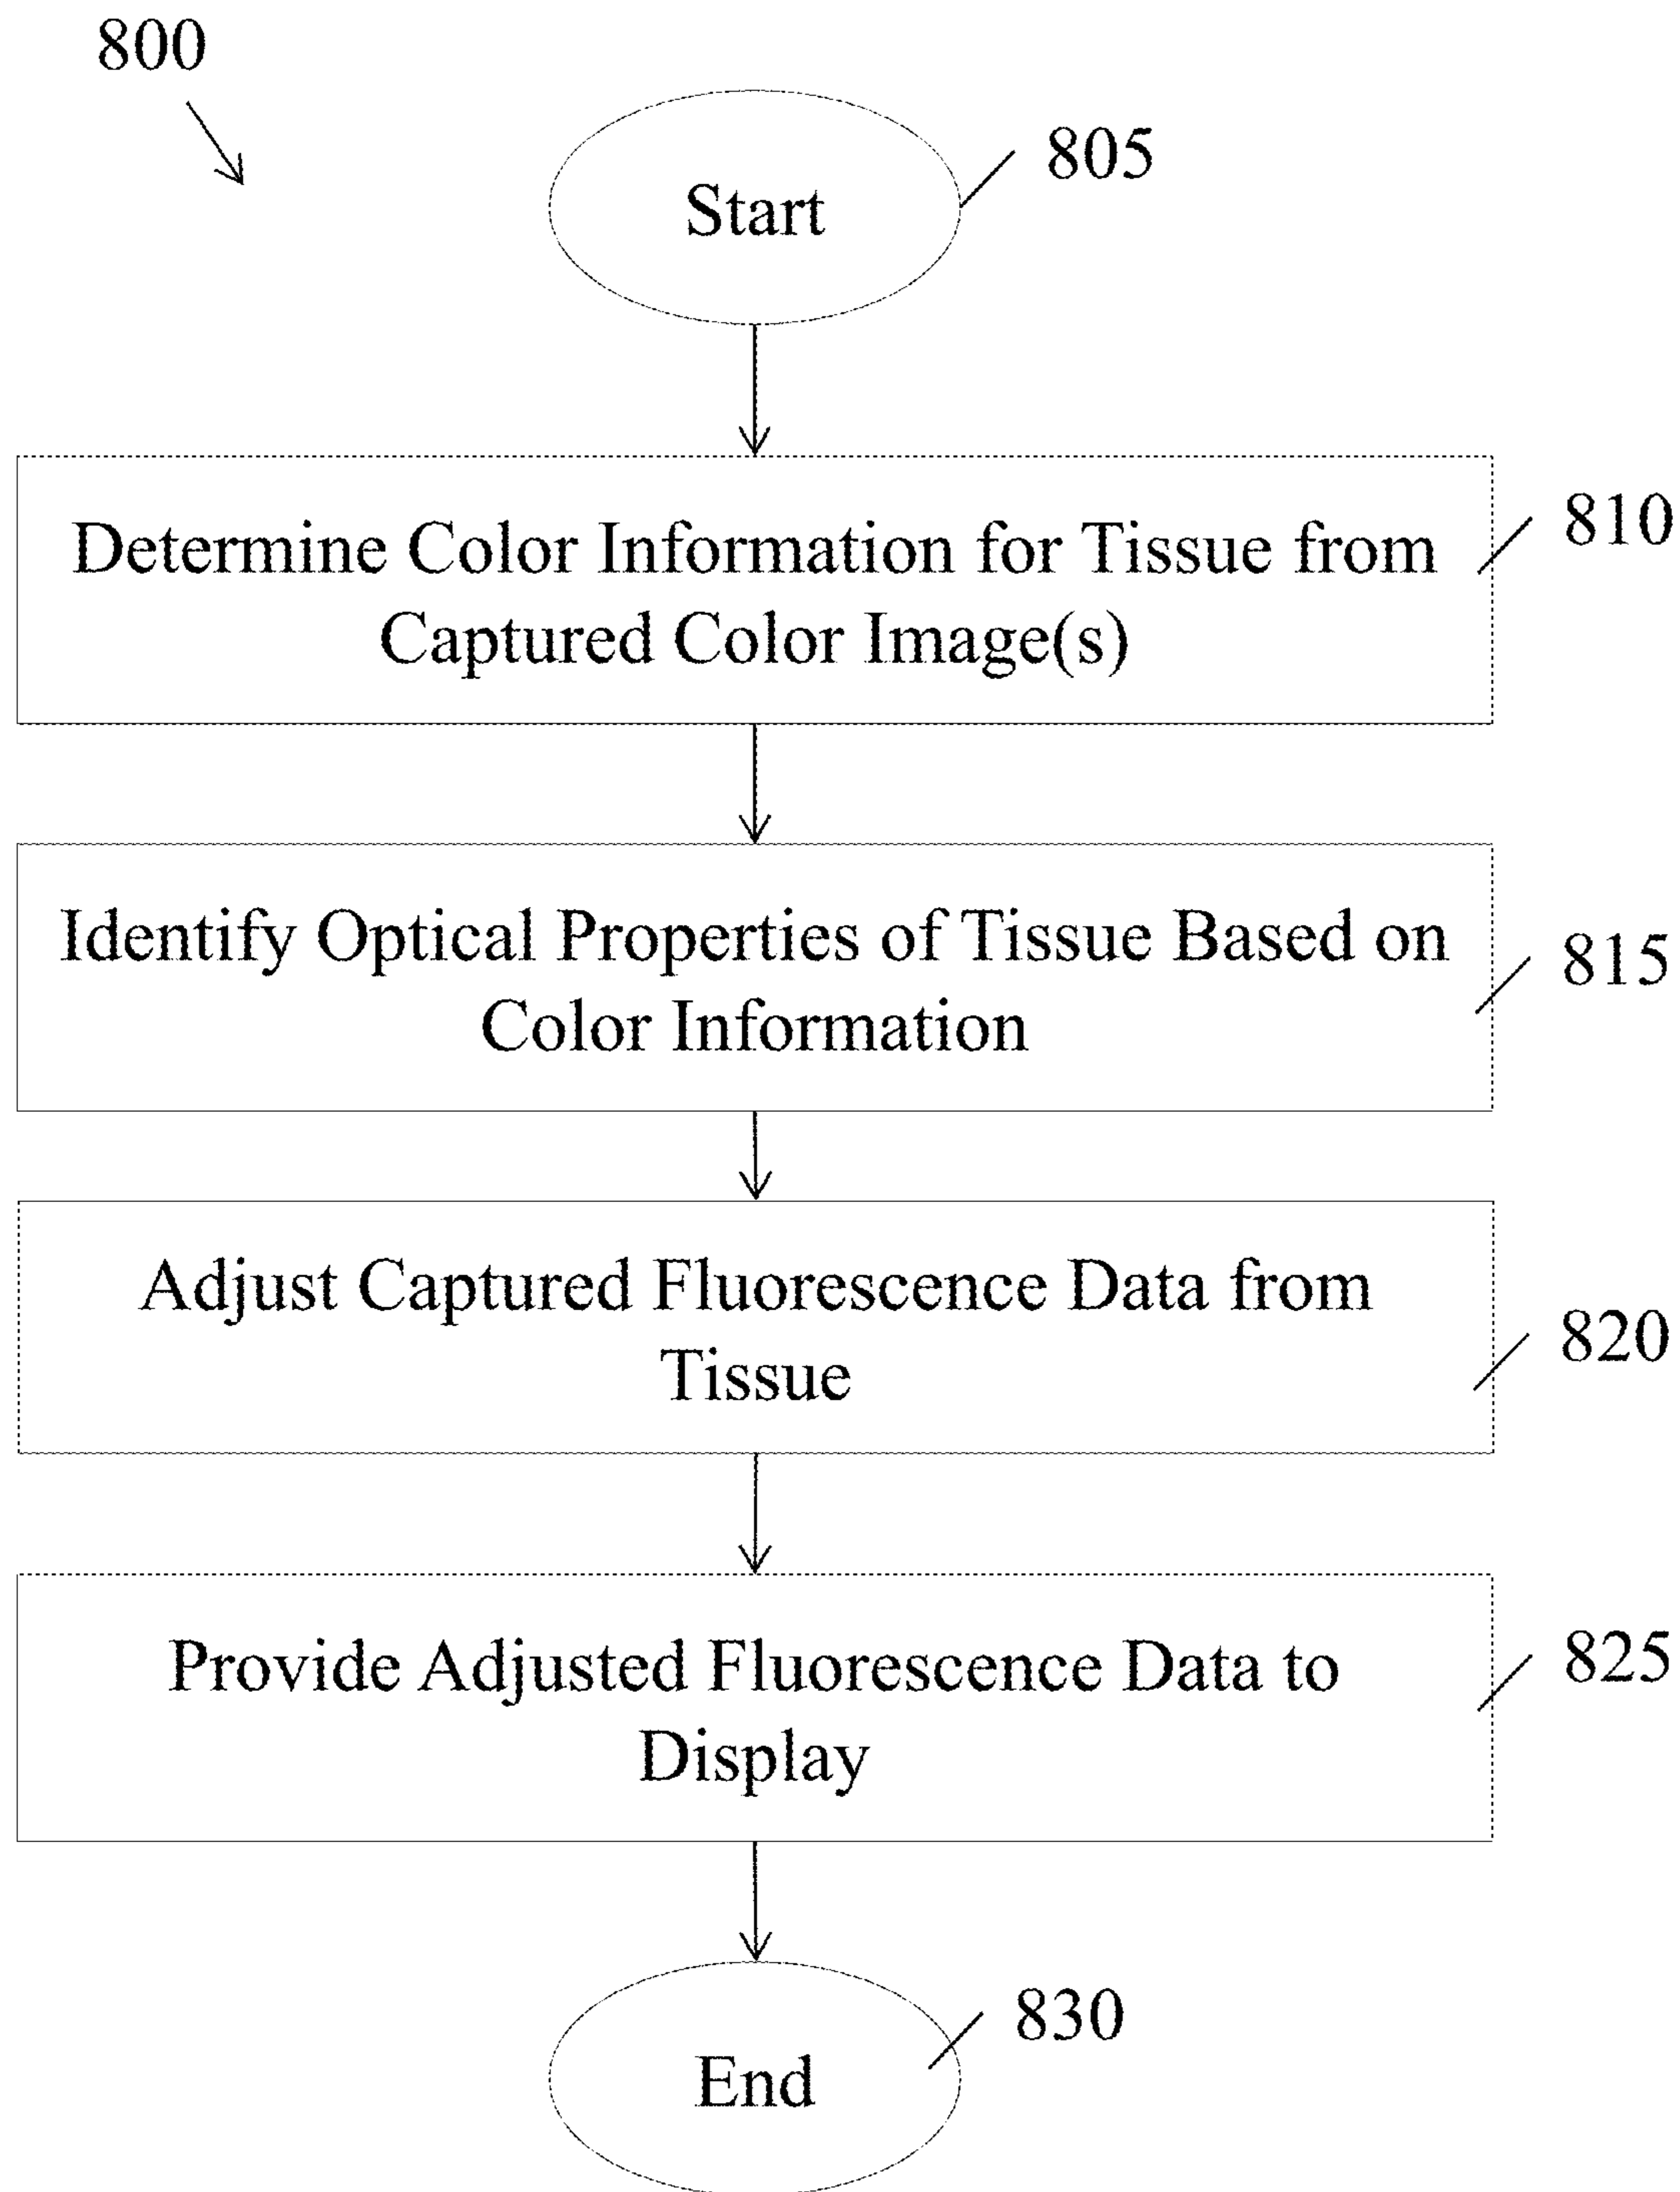 800
805
Start
810
Determine Color Information for Tissue from
Captured Color Image(s)
Identify Optical Properties of Tissue Based on
815
Color Information
Adjust Captured Fluorescence Data from
820
Tissue
825
Provide Adjusted Fluorescence Data to
Display
830
End